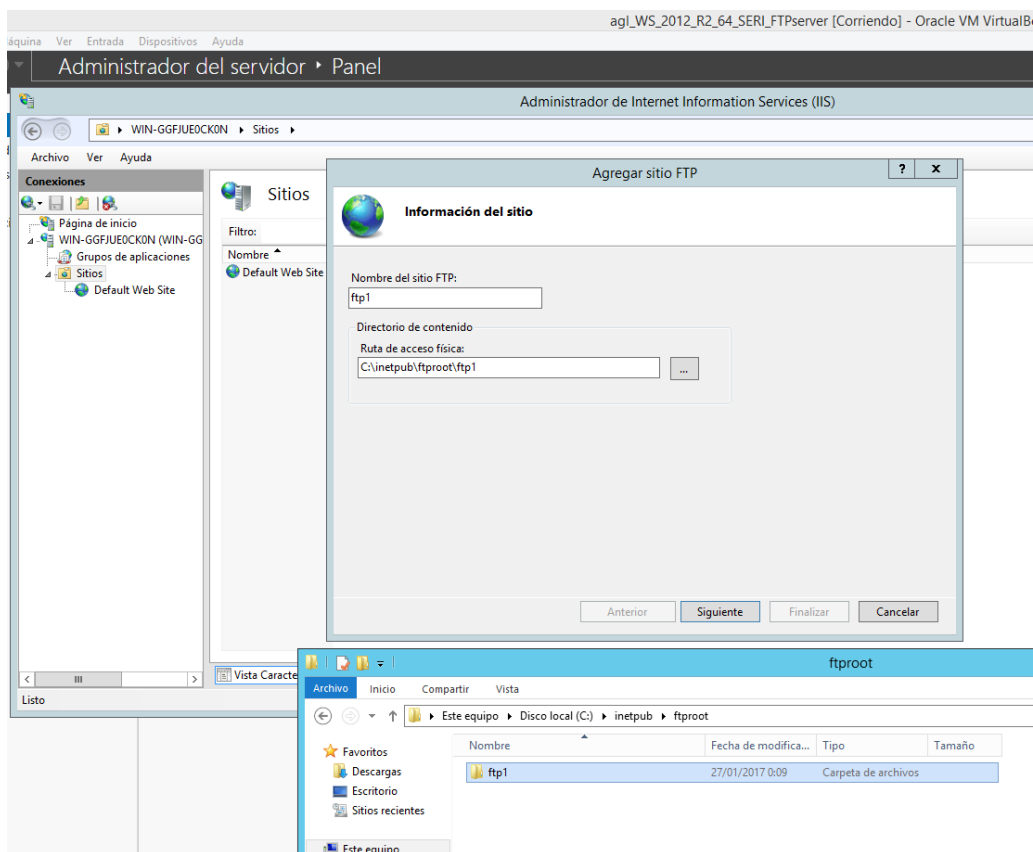 agl_WS_2012_R2_64_SERI_FTPserver [Corriendo] - Oracle VM
Ver Entrada Dispositivos Ayuda
Administrador del servidor ‣ Panel
Administrador de Internet Information Services (IIS)
WIN-GGFJUE0CK0N ‣ Sitios ‣
Archivo Ver Ayuda
Conexiones
Página de inicio
WIN-GGFJUE0CK0N (WIN-GG
Grupos de aplicaciones
Sitios
Default Web Site
Sitios
Filtro:
Nombre
Default Web Site
Agregar sitio FTP
? x
Información del sitio
Nombre del sitio FTP:
ftp1
Directorio de contenido
Ruta de acceso física:
C:\inetpub\ftproot\ftp1
...
Anterior Siguiente Finalizar Cancelar
Vista Caracte
Listo
ftproot
Archivo Inicio Compartir Vista
Este equipo ‣ Disco local (C:) ‣ inetpub ‣ ftproot
Favoritos
Descargas
Escritorio
Sitios recientes
Este equipo
Nombre Fecha de modifica... Tipo Tamaño
ftp1 27/01/2017 0:09 Carpeta de archivos